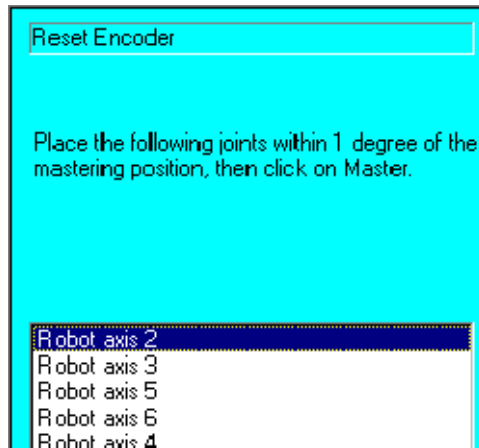 Reset Encoder
Place the following joints within 1 degree of the
mastering position, then click on Master.
Robot axis 2
Robot axis 3
Robot axis 5
Robot axis 6
Robot axis 4